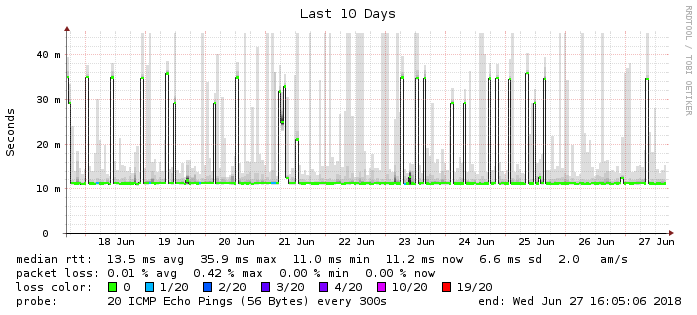 Last 10 Days
RRDTOOL / TOBI OETIKER
Seconds
40 m
30 m
20 m
10 m
0
18 Jun 19 Jun 20 Jun 21 Jun 22 Jun 23 Jun 24 Jun 25 Jun 26 Jun 27 Jun
median rtt: 13.5 ms avg 35.9 ms max 11.0 ms min 11.2 ms now 6.6 ms sd 2.0 am/s
packet loss: 0.01 % avg 0.42 % max 0.00 % min 0.00 % now
loss color: 0 1/20 2/20 3/20 4/20 10/20 19/20
probe: 20 ICMP Echo Pings (56 Bytes) every 300s end: Wed Jun 27 16:05:06 2018